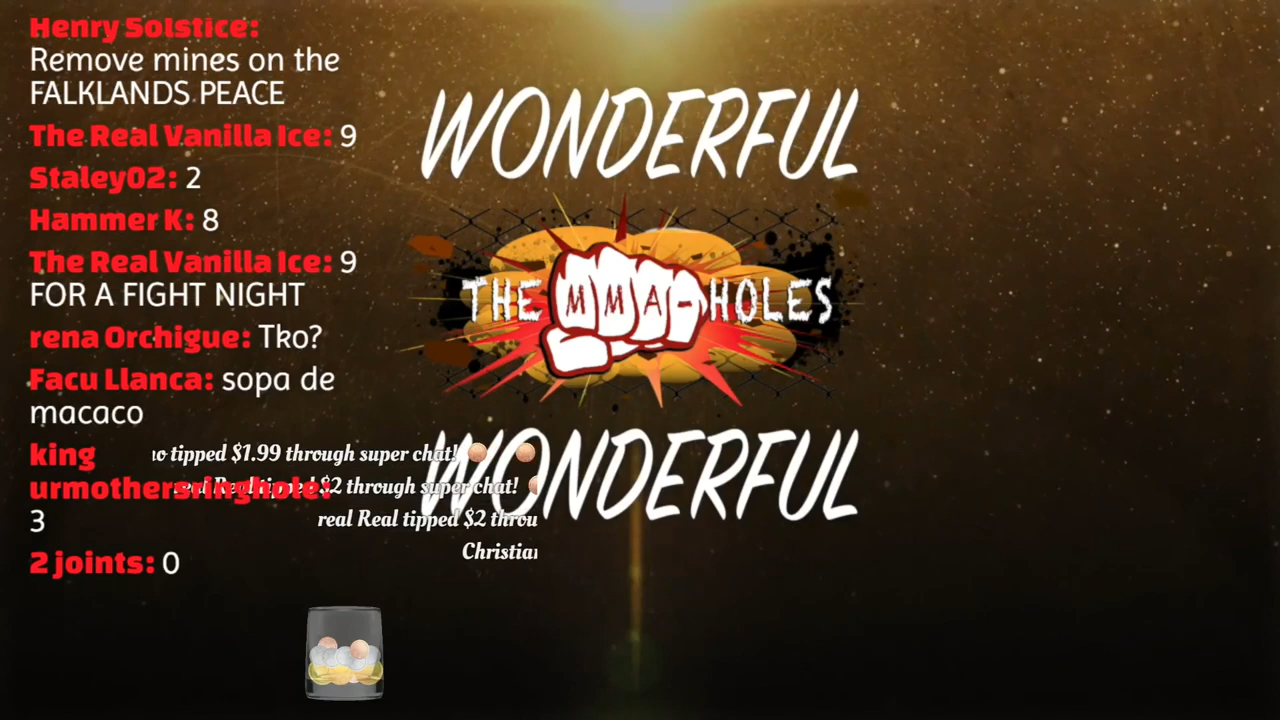 Henry Solstice:
Remove mines on the
FALKLANDS PEACE
The Real Vanilla Ice: 9
Staley02: 2
Hammer K: 8
The Real Vanilla Ice: 9
FOR A FIGHT NIGHT
rena Orchigue: Tko?
Facu Llanca: sopa de
macaco
king
3
2 joints: 0
tipped $1.99 through super chat!
Real tipped $2 through super chat!
real Real tipped $2
WONDERFUL
THE MMA-HOLES
WONDERFUL